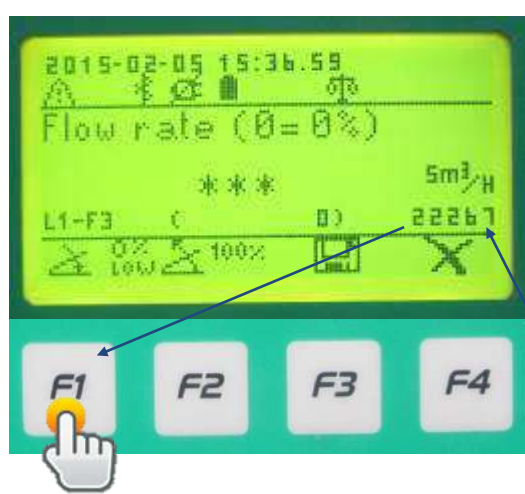 2015-02-05 15:36.59
Flow rate (0= 0%)
*** Sm³/H
L1-F3 ( 0) 22267
0% LOW 100%
F1 F2 F3 F4